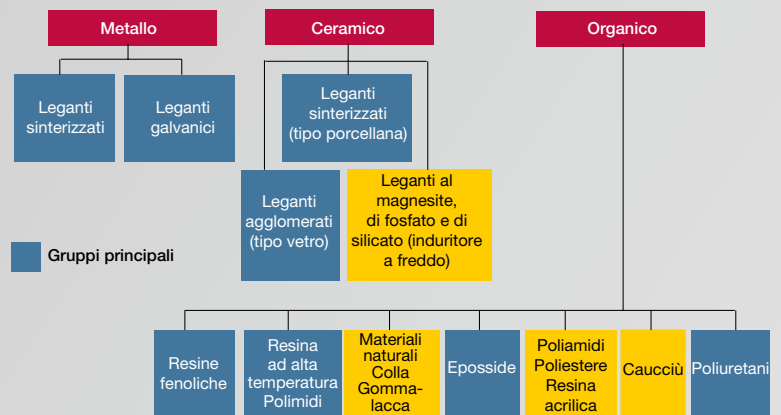 Metallo
Ceramico
Organico
Leganti
sinterizzati
Leganti
galvanici
Leganti
sinterizzati
(tipo porcellana)
Leganti
agglomerati
(tipo vetro)
Leganti al
magnesite,
di fosfato e di
silicato (induritore
a freddo)
Gruppi principali
Resine
fenoliche
Resina
ad alta
temperatura
Polimidi
Materiali
naturali
Colla
Gomma-
lacca
Eposside
Poliamidi
Poliestere
Resina
acrilica
Caucciù
Poliuretani